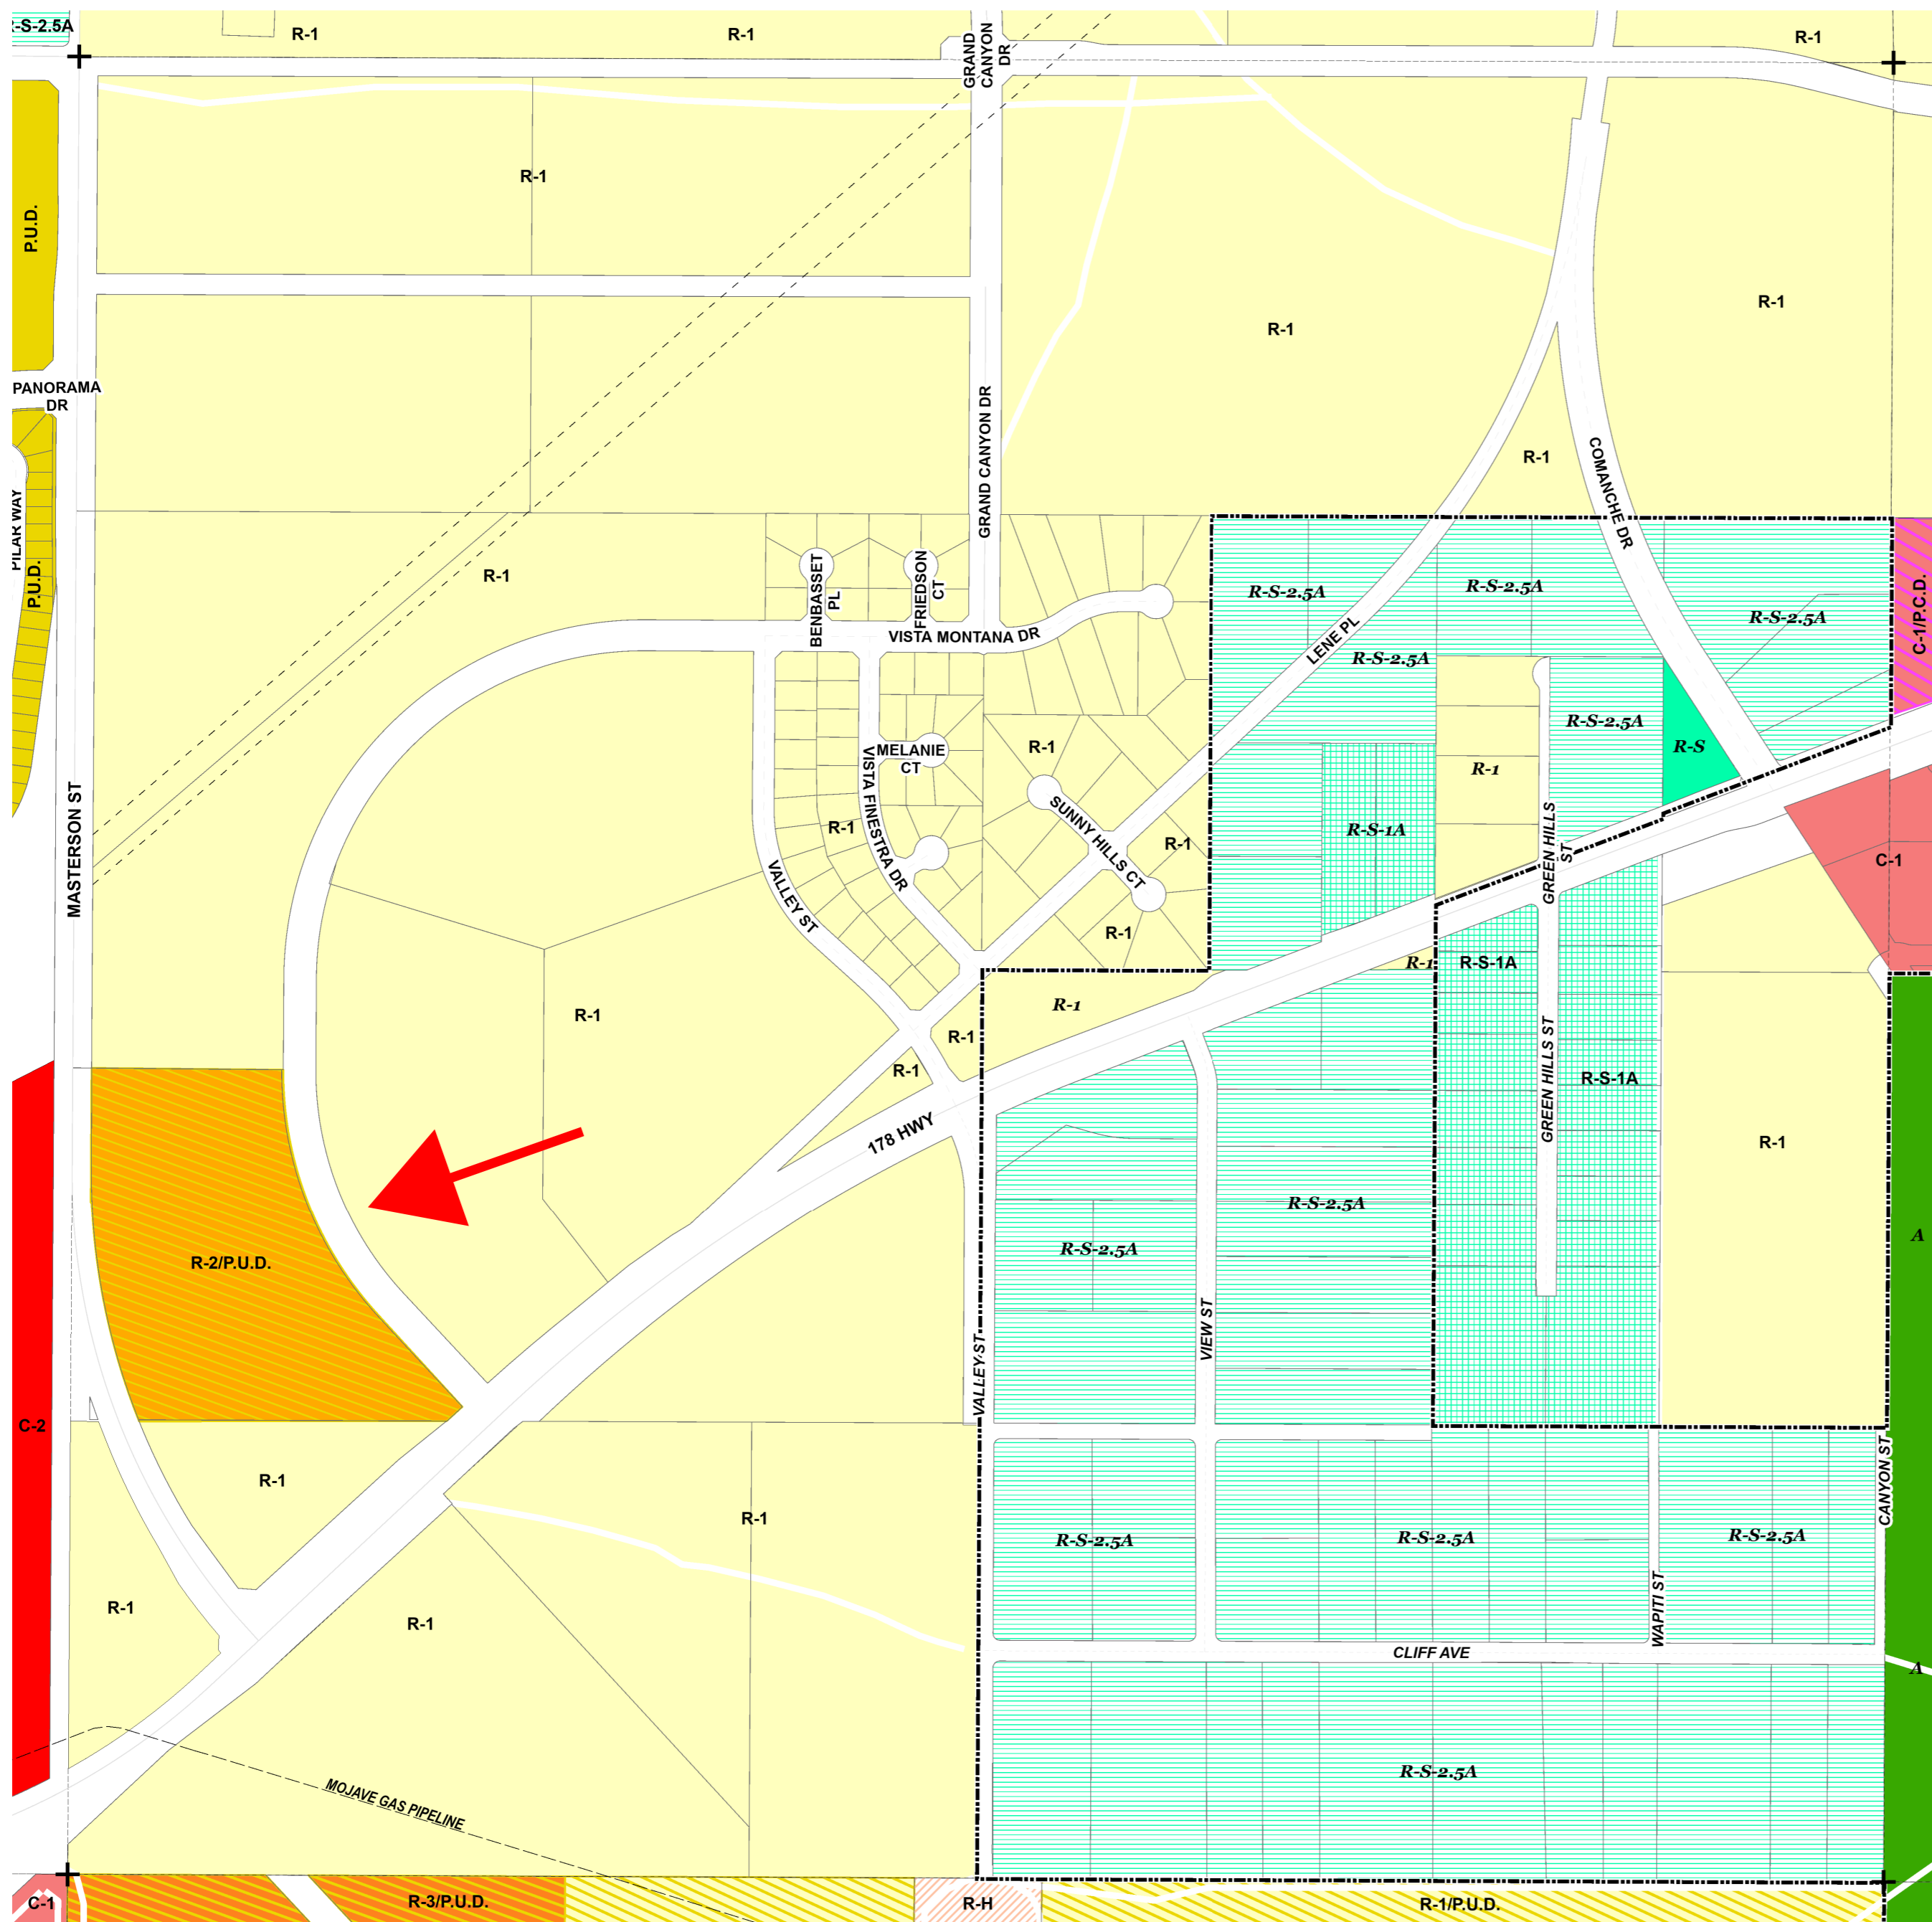 R-S-2.5A
R-1
R-1
GRAND
CANYON
DR
R-1
P.U.D.
R-1
R-1
R-1
PANORAMA
DR
GRAND CANYON DR
R-1
COMANCHE DR
PILAR WAY
P.U.D.
R-1
BENBASSET
PL
FRIEDSON
CT
VISTA MONTANA DR
R-S-2.5A
R-S-2.5A
R-S-2.5A
C-1/P.C.D.
LENE PL
R-S-2.5A
R-S-2.5A
R-S
MELANIE
CT
R-1
R-1
VISTA FINESTRA DR
SUNNY HILLS CT
R-1
R-1
R-S-1A
GREEN HILLS
ST
C-1
MASTERSON ST
VALLEY ST
R-1
R-1
R-S-1A
R-1
R-1
R-1
R-1
178 HWY
GREEN HILLS ST
R-S-1A
R-1
R-2/P.U.D.
R-S-2.5A
R-S-2.5A
A
VIEW ST
VALLEY ST
C-2
R-1
R-1
R-S-2.5A
R-S-2.5A
R-S-2.5A
CANYON ST
WAPITI ST
R-1
R-1
CLIFF AVE
A
R-S-2.5A
MOJAVE GAS PIPELINE
C-1
R-3/P.U.D.
R-H
R-1/P.U.D.